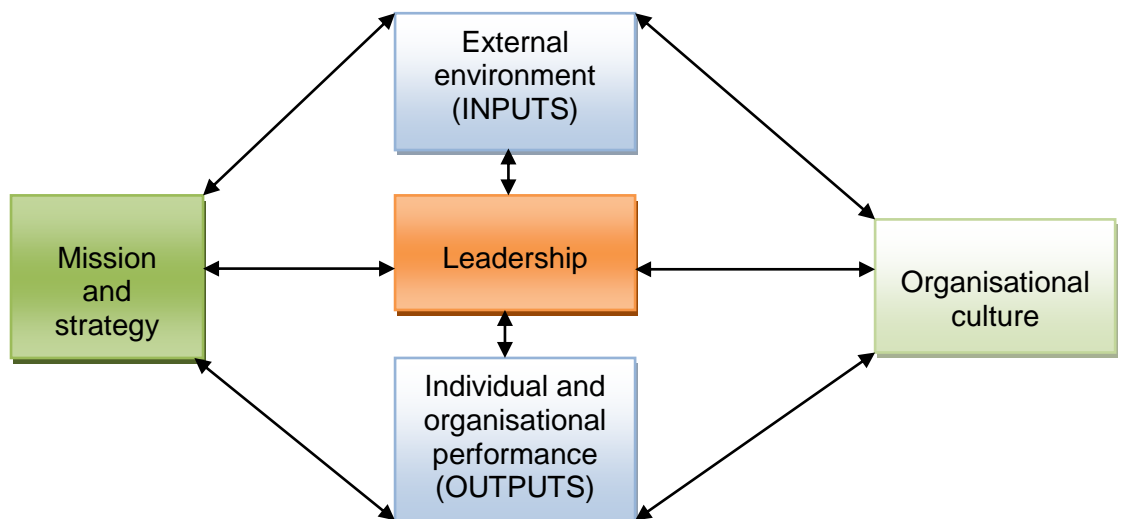 External
environment
(INPUTS)
Mission
and
strategy
Leadership
Organisational
culture
Individual and
organisational
performance
(OUTPUTS)